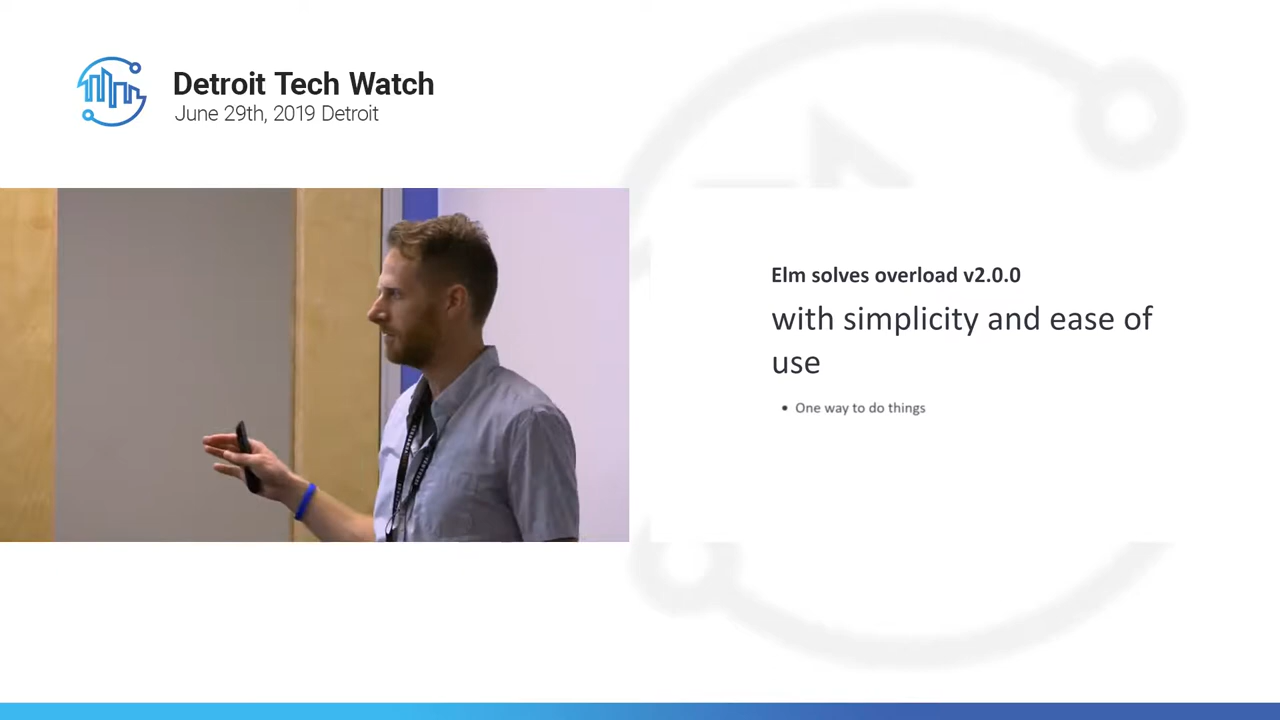 Detroit Tech Watch
June 29th, 2019 Detroit
Elm solves overload v2.0.0
with simplicity and ease of
use
• One way to do things